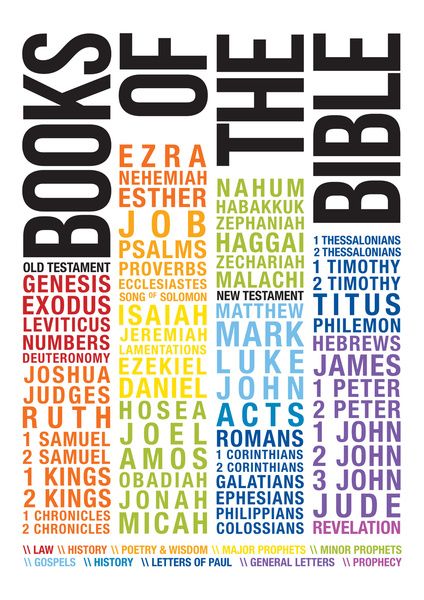 BOOKS
OF
THE
BIBLE
OLD TESTAMENT
GENESIS
EXODUS
LEVITICUS
NUMBERS
DEUTERONOMY
JOSHUA
JUDGES
RUTH
1 SAMUEL
2 SAMUEL
1 KINGS
2 KINGS
1 CHRONICLES
2 CHRONICLES
EZRA
NEHEMIAH
ESTHER
JOB
PSALMS
PROVERBS
ECCLESIASTES
SONG OF SOLOMON
ISAIAH
JEREMIAH
LAMENTATIONS
EZEKIEL
DANIEL
HOSEA
JOEL
AMOS
OBADIAH
JONAH
MICAH
NAHUM
HABAKKUK
ZEPHANIAH
HAGGAI
ZECHARIAH
MALACHI
NEW TESTAMENT
MATTHEW
MARK
LUKE
JOHN
ACTS
ROMANS
1 CORINTHIANS
2 CORINTHIANS
GALATIANS
EPHESIANS
PHILIPPIANS
COLOSSIANS
1 THESSALONIANS
2 THESSALONIANS
1 TIMOTHY
2 TIMOTHY
TITUS
PHILEMON
HEBREWS
JAMES
1 PETER
2 PETER
1 JOHN
2 JOHN
3 JOHN
JUDE
REVELATION
\\ LAW \\ HISTORY \\ POETRY & WISDOM \\ MAJOR PROPHETS \\ MINOR PROPHETS
\\ GOSPELS \\ HISTORY \\ LETTERS OF PAUL \\ GENERAL LETTERS \\ PROPHECY